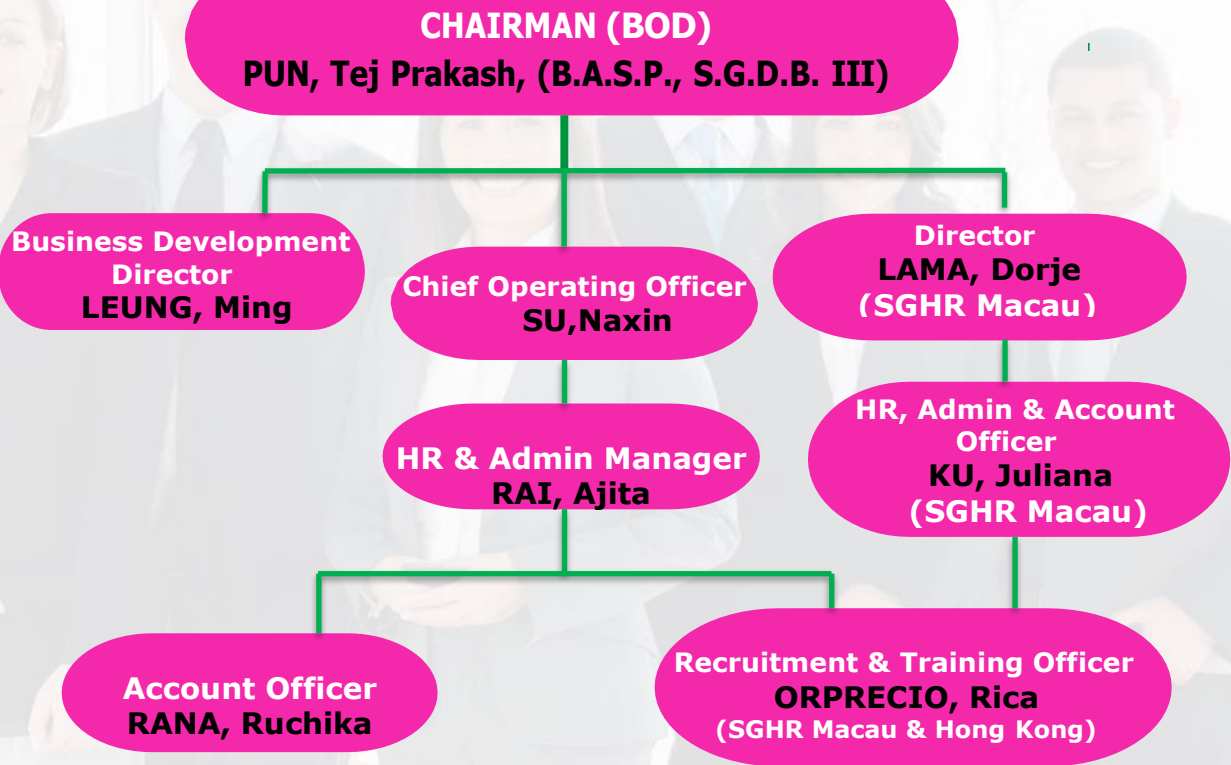 CHAIRMAN (BOD)
PUN, Tej Prakash, (B.A.S.P., S.G.D.B. III)
Business Development
Director
LEUNG, Ming
Chief Operating Officer
SU,Naxin
Director
LAMA, Dorje
(SGHR Macau)
HR & Admin Manager
RAI, Ajita
HR, Admin & Account
Officer
KU, Juliana
(SGHR Macau)
Account Officer
RANA, Ruchika
Recruitment & Training Officer
ORPRECIO, Rica
(SGHR Macau & Hong Kong)